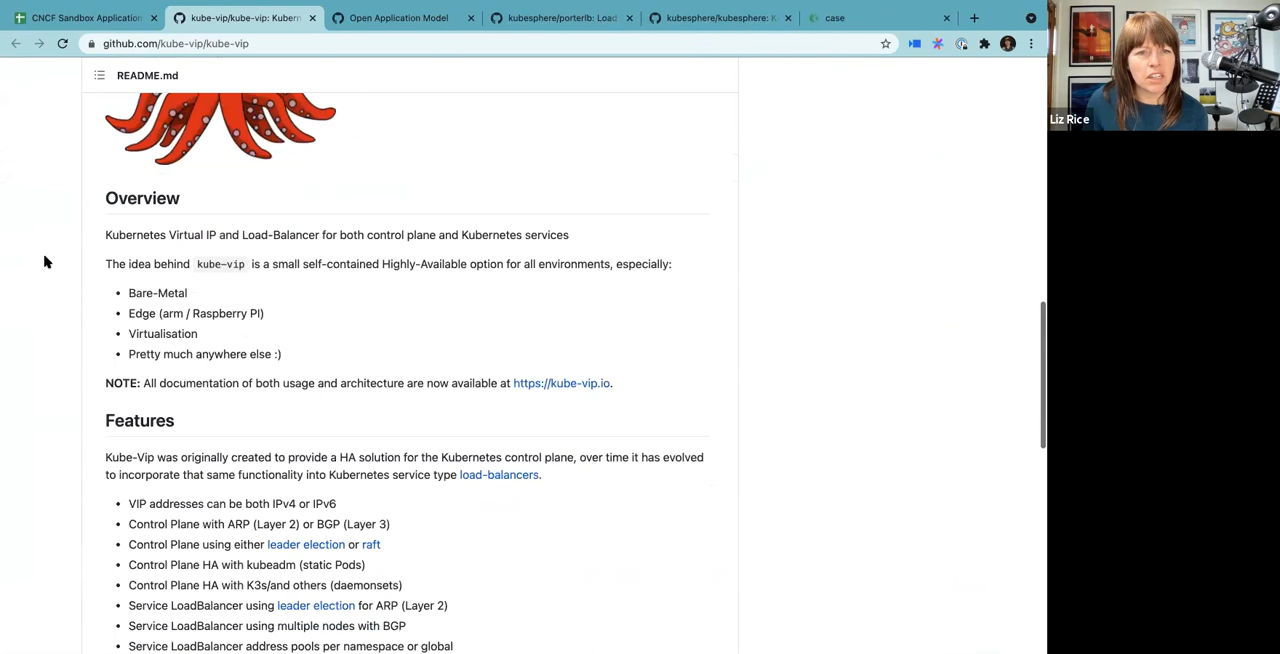 CNCF Sandbox Application
kube-vip/kube-vip: Kubern
Open Application Model
kubesphere/porterlb: Load
kubesphere/kubesphere: K
case
github.com/kube-vip/kube-vip
README.md
Liz Rice
Overview
Kubernetes Virtual IP and Load-Balancer for both control plane and Kubernetes services
The idea behind kube-vip is a small self-contained Highly-Available option for all environments, especially:
• Bare-Metal
• Edge (arm / Raspberry PI)
• Virtualisation
• Pretty much anywhere else :)
NOTE: All documentation of both usage and architecture are now available at https://kube-vip.io.
Features
Kube-Vip was originally created to provide a HA solution for the Kubernetes control plane, over time it has evolved
to incorporate that same functionality into Kubernetes service type load-balancers.
• VIP addresses can be both IPv4 or IPv6
• Control Plane with ARP (Layer 2) or BGP (Layer 3)
• Control Plane using either leader election or raft
• Control Plane HA with kubeadm (static Pods)
• Control Plane HA with K3s/and others (daemonsets)
• Service LoadBalancer using leader election for ARP (Layer 2)
• Service LoadBalancer using multiple nodes with BGP
• Service LoadBalancer address pools per namespace or global